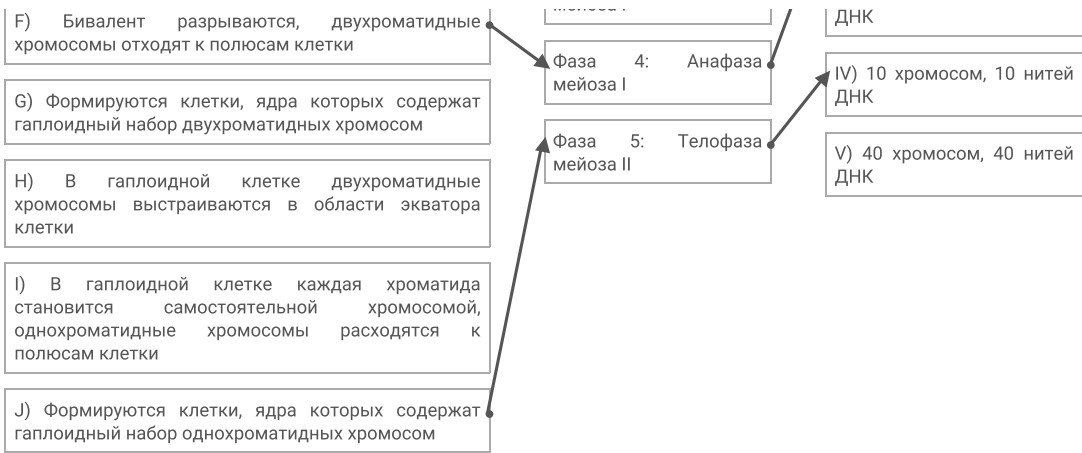 F) Бивалент разрываются, двухроматидные
хромосомы отходят к полюсам клетки
G) Формируются клетки, ядра которых содержат
гаплоидный набор двухроматидных хромосом
H) В гаплоидной клетке двухроматидные
хромосомы выстраиваются в области экватора
клетки
I) В гаплоидной клетке каждая хроматида
становится самостоятельной хромосомой,
однохроматидные хромосомы расходятся к
полюсам клетки
J) Формируются клетки, ядра которых содержат
гаплоидный набор однохроматидных хромосом
Фаза 4: Анафаза
мейоза I
Фаза 5: Телофаза
мейоза II
ДНК
IV) 10 хромосом, 10 нитей
ДНК
V) 40 хромосом, 40 нитей
ДНК